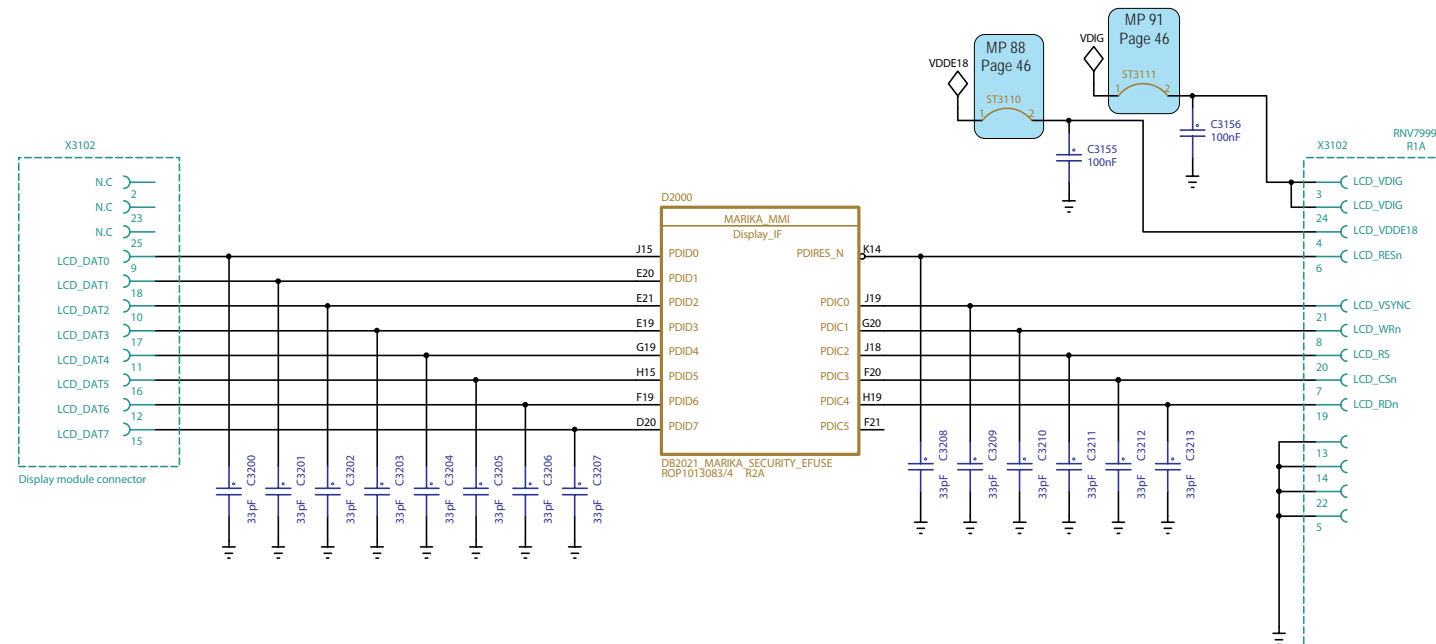 MP 91
Page 46
VDIG
ST3111
1 2
MP 88
Page 46
VDDE18
ST3110
1 2
C3156
100nF
C3155
100nF
X3102
N.C
2
N.C
23
N.C
25
LCD_DAT0
9
LCD_DAT1
18
LCD_DAT2
10
LCD_DAT3
17
LCD_DAT4
11
LCD_DAT5
16
LCD_DAT6
12
LCD_DAT7
15
Display module connector
D2000
MARIKA_MMI
Display_IF
J15 PDID0
E20 PDID1
E21 PDID2
E19 PDID3
G19 PDID4
H15 PDID5
F19 PDID6
D20 PDID7
PDIRES_N K14
PDIC0 J19
PDIC1 G20
PDIC2 J18
PDIC3 F20
PDIC4 H19
PDIC5 F21
DB2021_MARIKA_SECURITY_EFUSE
ROP1013083/4 R2A
C3200
33pF
C3201
33pF
C3202
33pF
C3203
33pF
C3204
33pF
C3205
33pF
C3206
33pF
C3207
33pF
C3208
33pF
C3209
33pF
C3210
33pF
C3211
33pF
C3212
33pF
C3213
33pF
X3102
RNV7999
R1A
LCD_VDIG
3
LCD_VDIG
24
LCD_VDDE18
4
LCD_RESn
6
LCD_VSYNC
21
LCD_WRn
8
LCD_RS
20
LCD_CSn
7
LCD_RDn
19
13
14
22
5